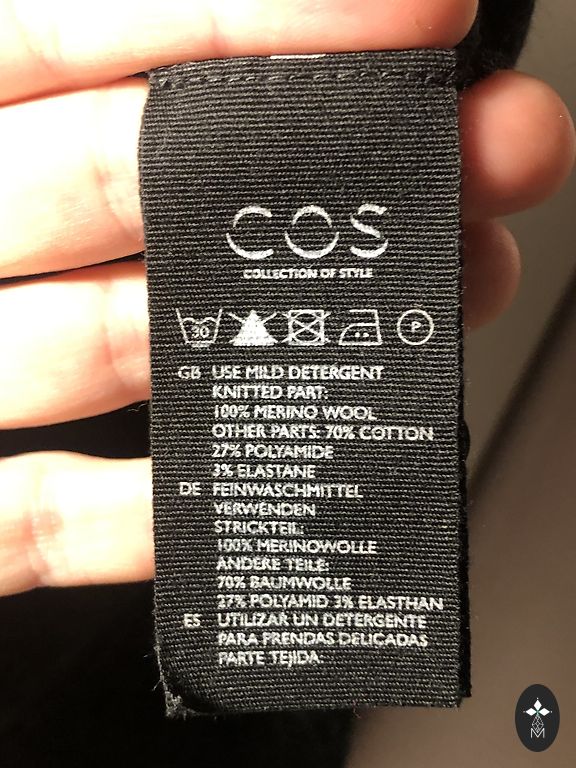 COS
COLLECTION OF STYLE
30
P
GB USE MILD DETERGENT
KNITTED PART:
100% MERINO WOOL
OTHER PARTS: 70% COTTON
27% POLYAMIDE
3% ELASTANE
DE FEINWASCHMITTEL
VERWENDEN
STRICKTEIL:
100% MERINOWOLLE
ANDERE TEILE:
70% BAUMWOLLE
27% POLYAMID 3% ELASTHAN
ES UTILIZAR UN DETERGENTE
PARA PRENDAS DELICADAS
PARTE TEJIDA:
M